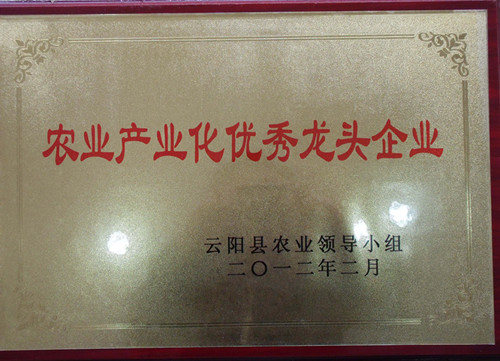 农业产业化优秀龙头企业
云阳县农业领导小组
二〇一二年二月